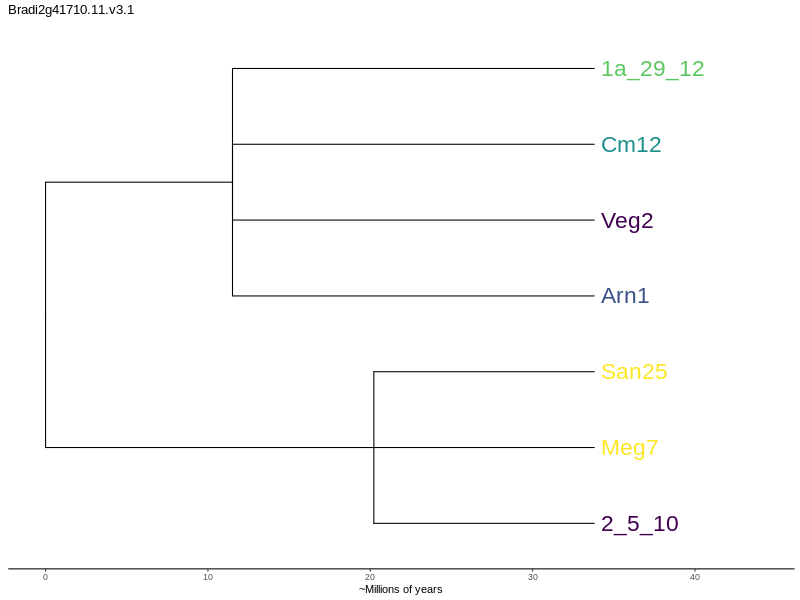 Bradi2g41710.11.v3.1
1a_29_12
Cm12
Veg2
Arn1
San25
Meg7
2_5_10
0 10 20 30 40
~Millions of years